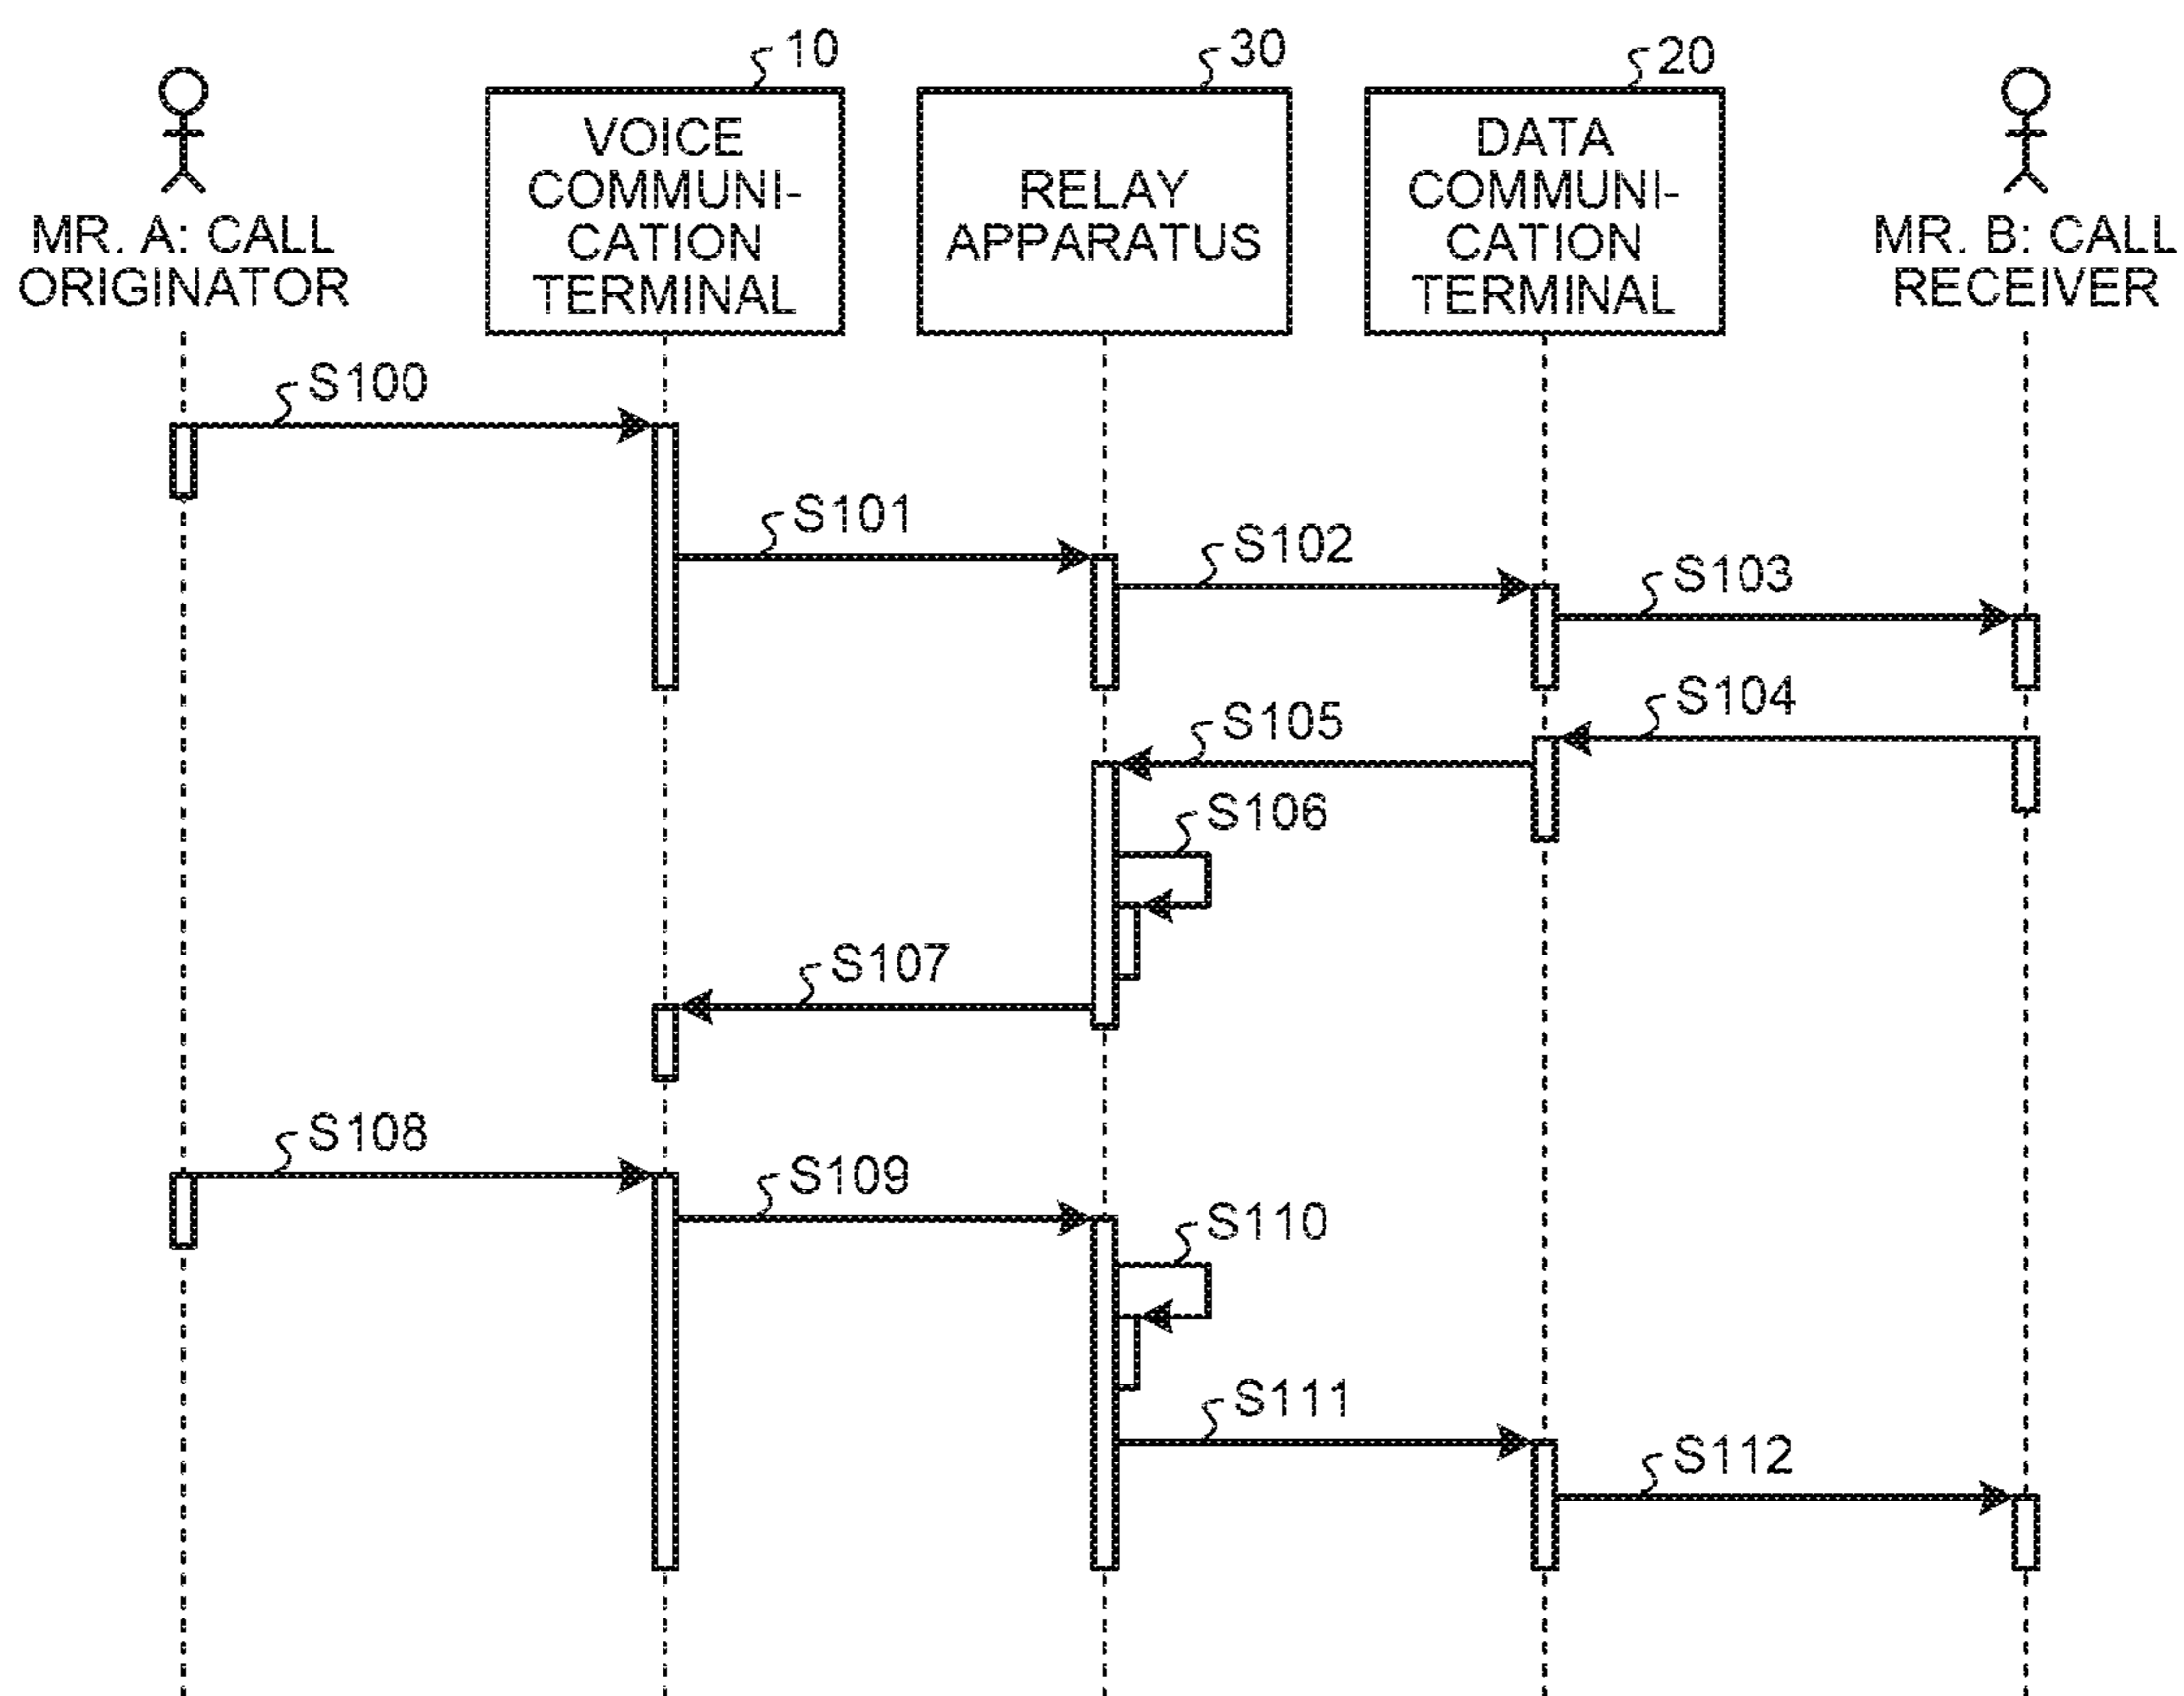 10
30
20
MR. A: CALL
ORIGINATOR
VOICE
COMMUNI-
CATION
TERMINAL
RELAY
APPARATUS
DATA
COMMUNI-
CATION
TERMINAL
MR. B: CALL
RECEIVER
S100
S101
S102
S103
S104
S105
S106
S107
S108
S109
S110
S111
S112